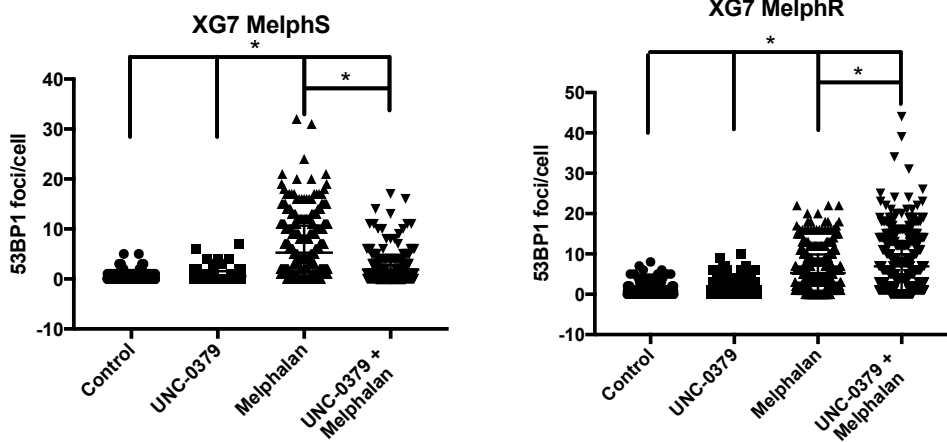 XG7 MelphS
*
*
53BP1 foci/cell
40
30
20
10
0
-10
Control
UNC-0379
Melphalan
UNC-0379 +
Melphalan
XG7 MelphR
*
*
53BP1 foci/cell
50
40
30
20
10
0
-10
Control
UNC-0379
Melphalan
UNC-0379 +
Melphalan